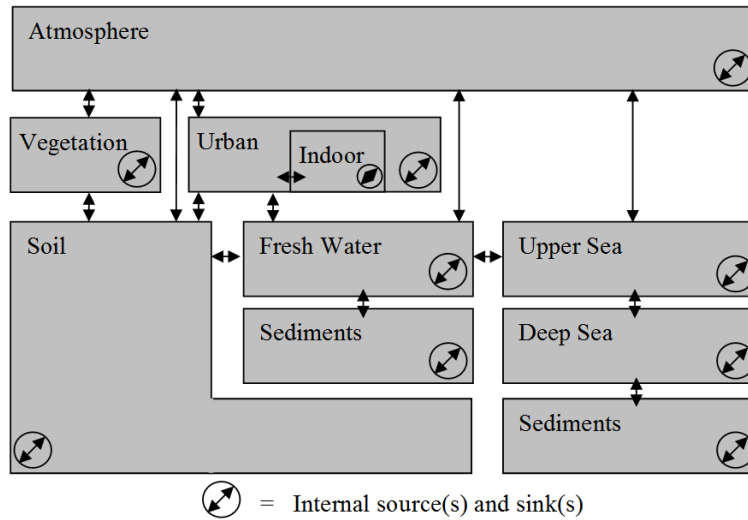 Atmosphere
Vegetation
Urban
Indoor
Soil
Fresh Water
Upper Sea
Sediments
Deep Sea
Sediments
= Internal source(s) and sink(s)